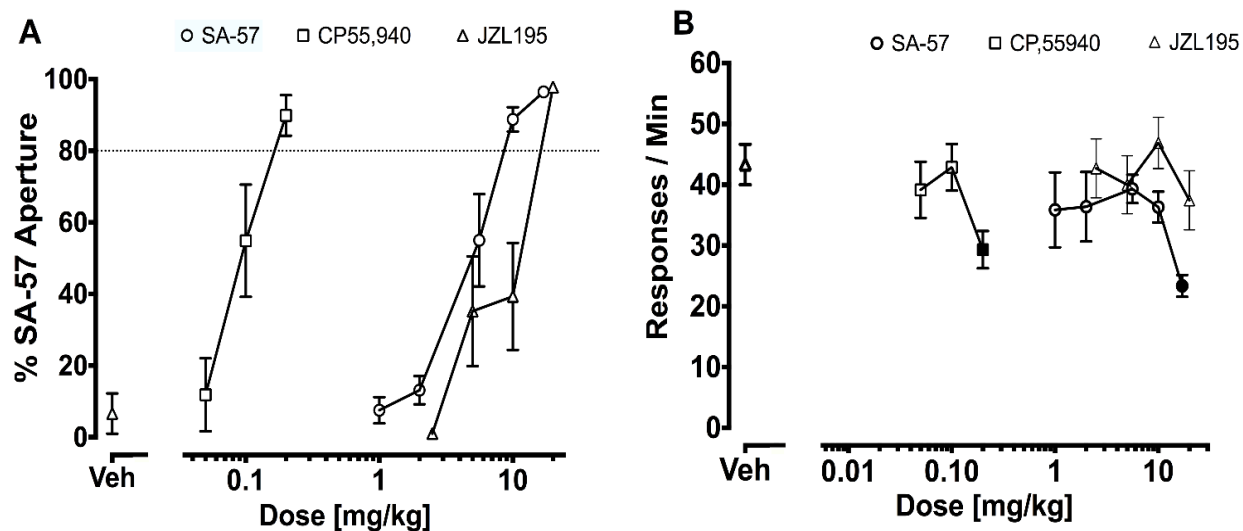 A
SA-57 CP55,940 JZL195
% SA-57 Aperture
100
80
60
40
20
0
Veh 0.1 1 10
Dose [mg/kg]
B
SA-57 CP,55940 JZL195
Responses / Min
60
50
40
30
20
10
0
Veh 0.01 0.10 1 10
Dose [mg/kg]